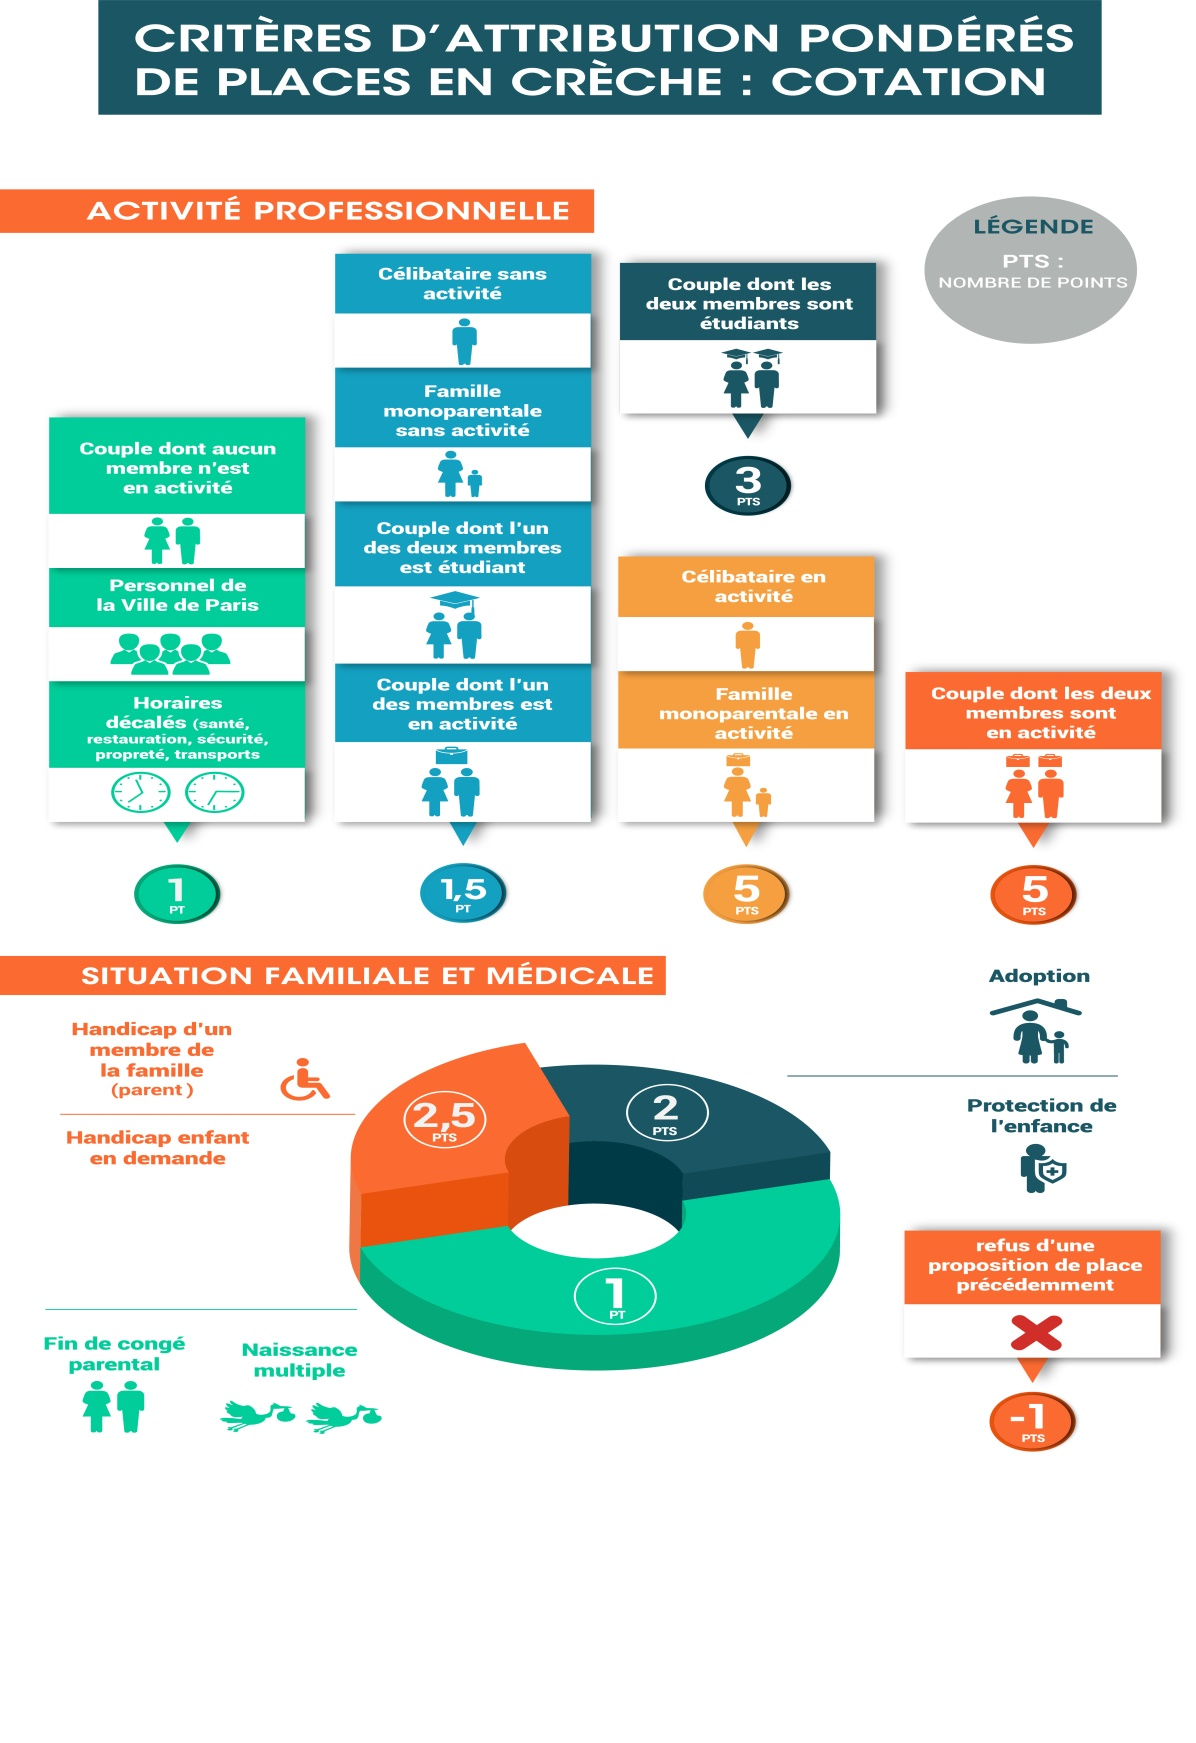 CRITÈRES D'ATTRIBUTION PONDÉRÉS
DE PLACES EN CRÈCHE : COTATION
ACTIVITÉ PROFESSIONNELLE
LÉGENDE
PTS :
NOMBRE DE POINTS
Couple dont aucun
membre n'est
en activité
Personnel de
la Ville de Paris
Horaires
décalés (santé,
restauration, sécurité,
propreté, transports
1
PT
Célibataire sans
activité
Famille
monoparentale
sans activité
Couple dont l'un
des deux membres
est étudiant
Couple dont l'un
des membres est
en activité
1,5
PT
Couple dont les
deux membres sont
étudiants
3
PTS
Célibataire en
activité
Famille
monoparentale en
activité
5
PTS
Couple dont les deux
membres sont
en activité
5
PTS
SITUATION FAMILIALE ET MÉDICALE
Handicap d'un
membre de
la famille
(parent )
Handicap enfant
en demande
2,5
PTS
2
PTS
1
PT
Adoption
Protection de
l'enfance
Fin de congé
parental
Naissance
multiple
refus d'une
proposition de place
précédemment
-1
PTS